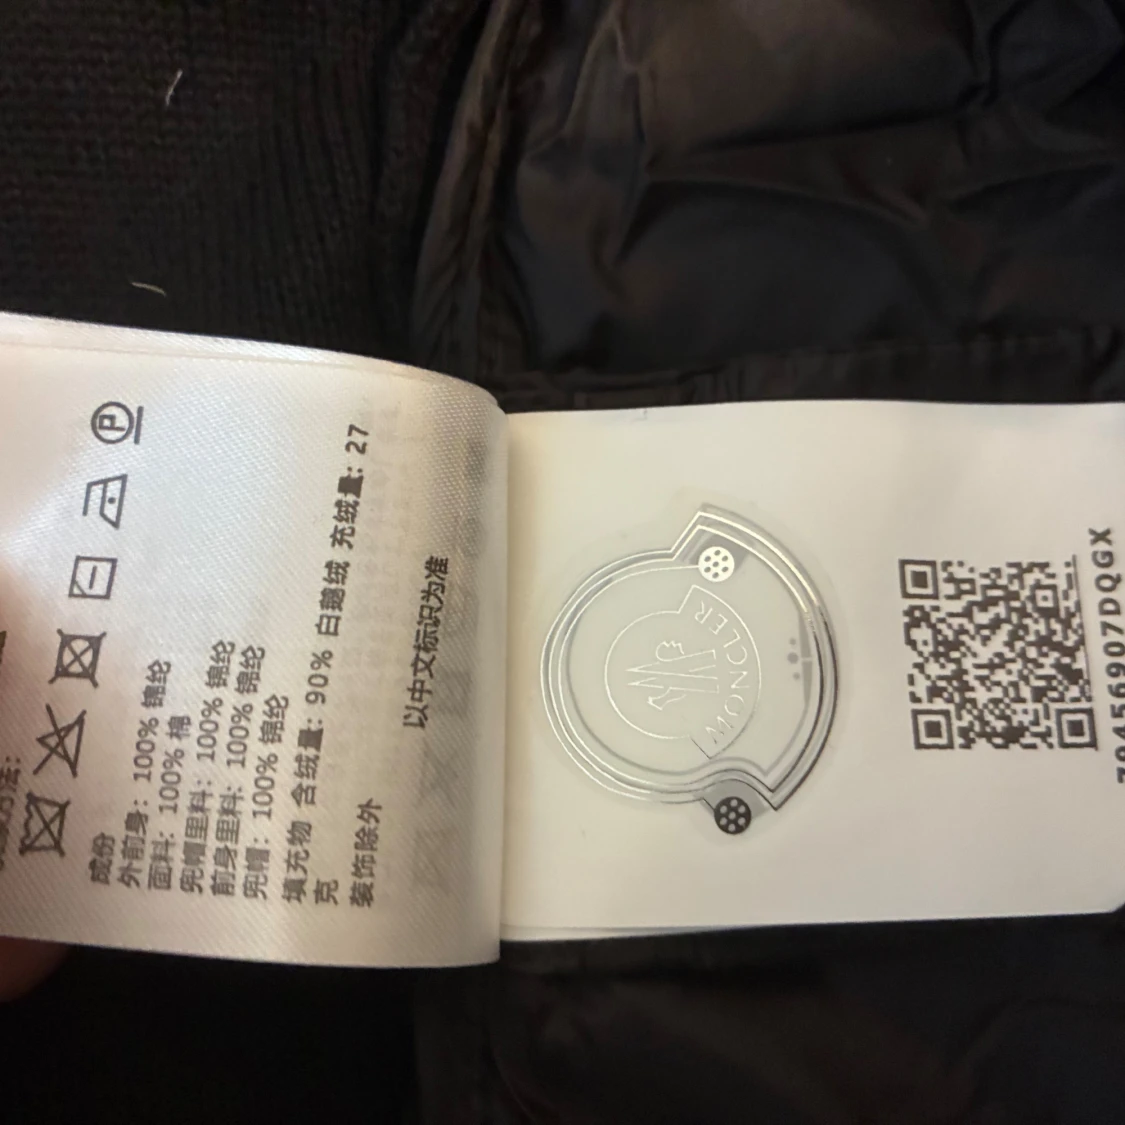 成份
外前身：100% 锦纶
面料：100% 棉
兜帽里料：100% 锦纶
前身里料：100% 锦纶
兜帽：100% 锦纶
填充物 含绒量：90% 白鹅绒 充绒量：27
克
装饰除外
以中文标识为准
P
MONCLER